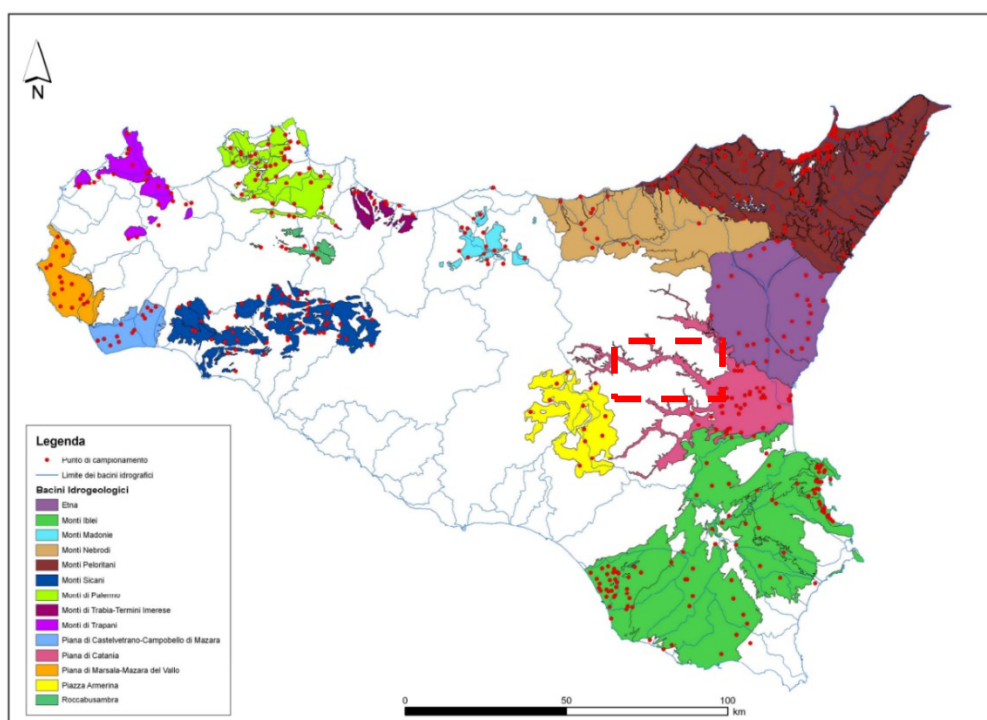 N
Legenda
Punto di campionamento
Limite dei bacini idrografici
Bacini Idrogeologici
Etna
Monti Iblei
Monti Madonie
Monti Nebrodi
Monti Peloritani
Monti Sicani
Monti di Palermo
Monti di Trabia-Termini Imerese
Monti di Trapani
Piana di Castelvetrano-Campobello di Mazara
Piana di Catania
Piana di Marsala-Mazara del Vallo
Piazza Armerina
Roccabusambra
0 50 100
km